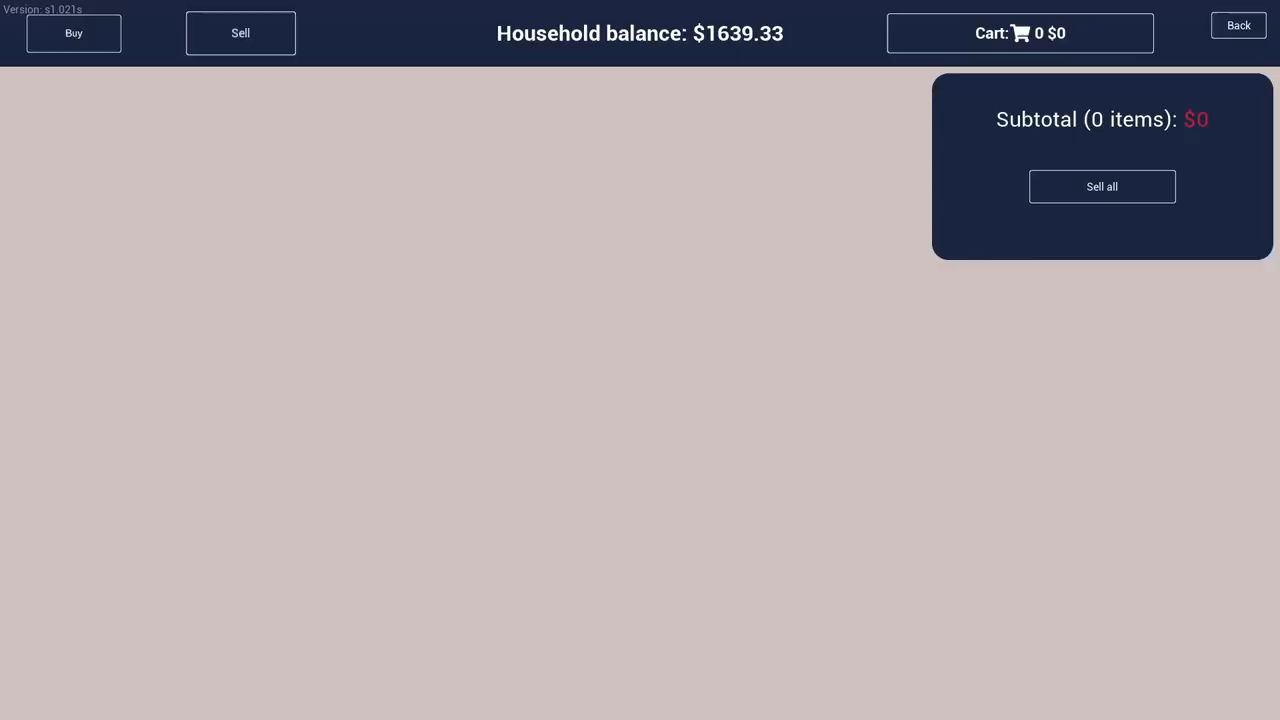 Version: s1.021s
Buy
Sell
Household balance: $1639.33
Cart: 0 $0
Back
Subtotal (0 items): $0
Sell all